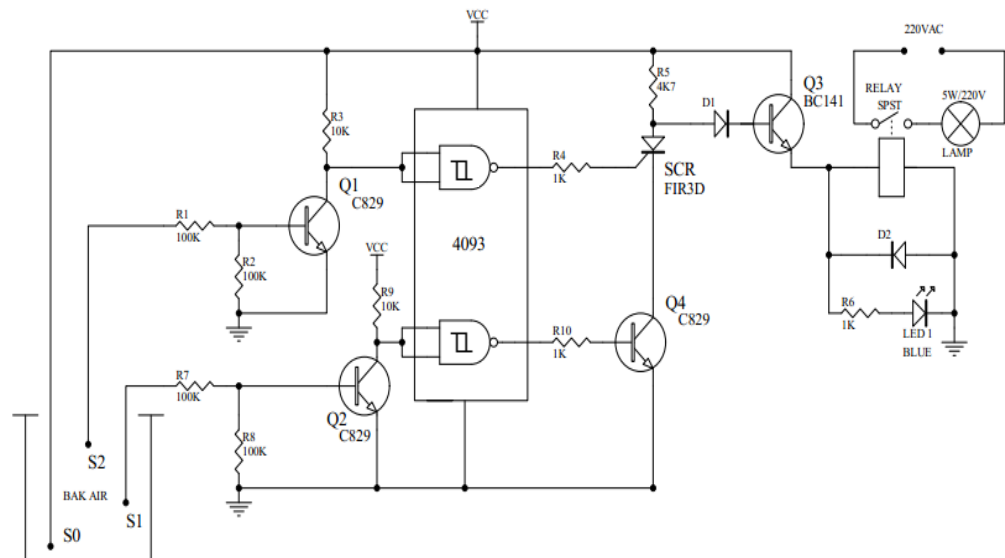 VCC
220VAC
R5
4K7
Q3
BC141
RELAY
SPST
5W/220V
LAMP
D1
R3
10K
R4
1K
SCR
FIR3D
Q1
C829
R1
100K
R2
100K
VCC
4093
D2
R9
10K
R10
1K
Q4
C829
R6
1K
LED 1
BLUE
R7
100K
Q2
C829
R8
100K
S2
BAK AIR
S1
S0